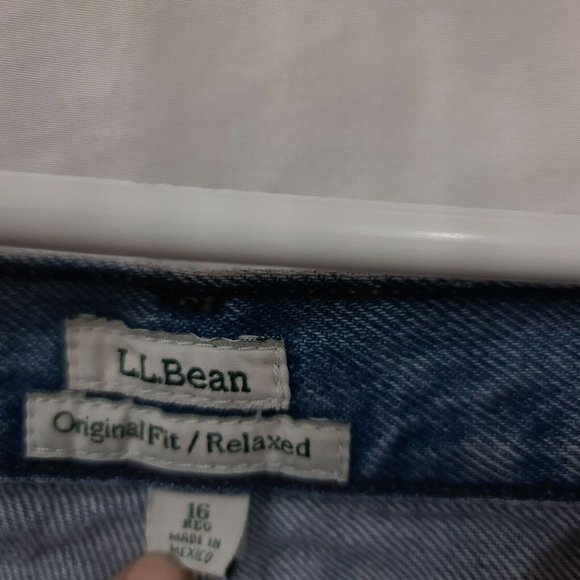 L.L.Bean
Original Fit / Relaxed
16
REG
MADE IN
MEXICO